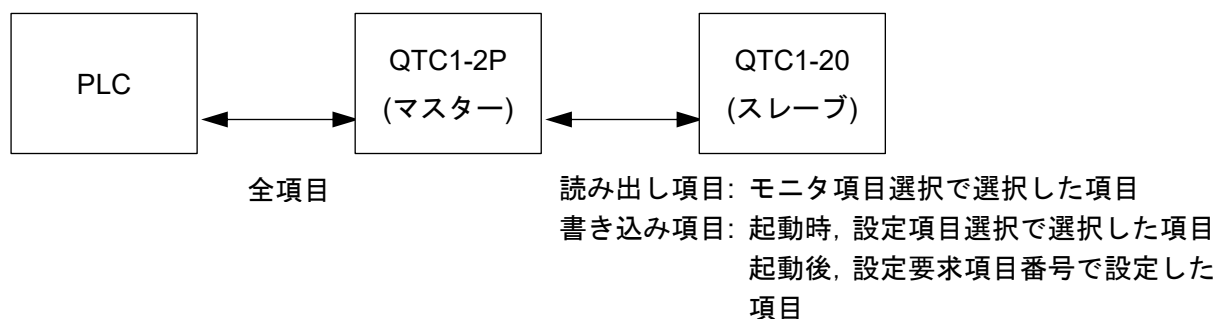 PLC
QTC1-2P
(マスター)
QTC1-20
(スレーブ)
全項目
読み出し項目: モニタ項目選択で選択した項目
書き込み項目: 起動時, 設定項目選択で選択した項目
起動後, 設定要求項目番号で設定した
項目